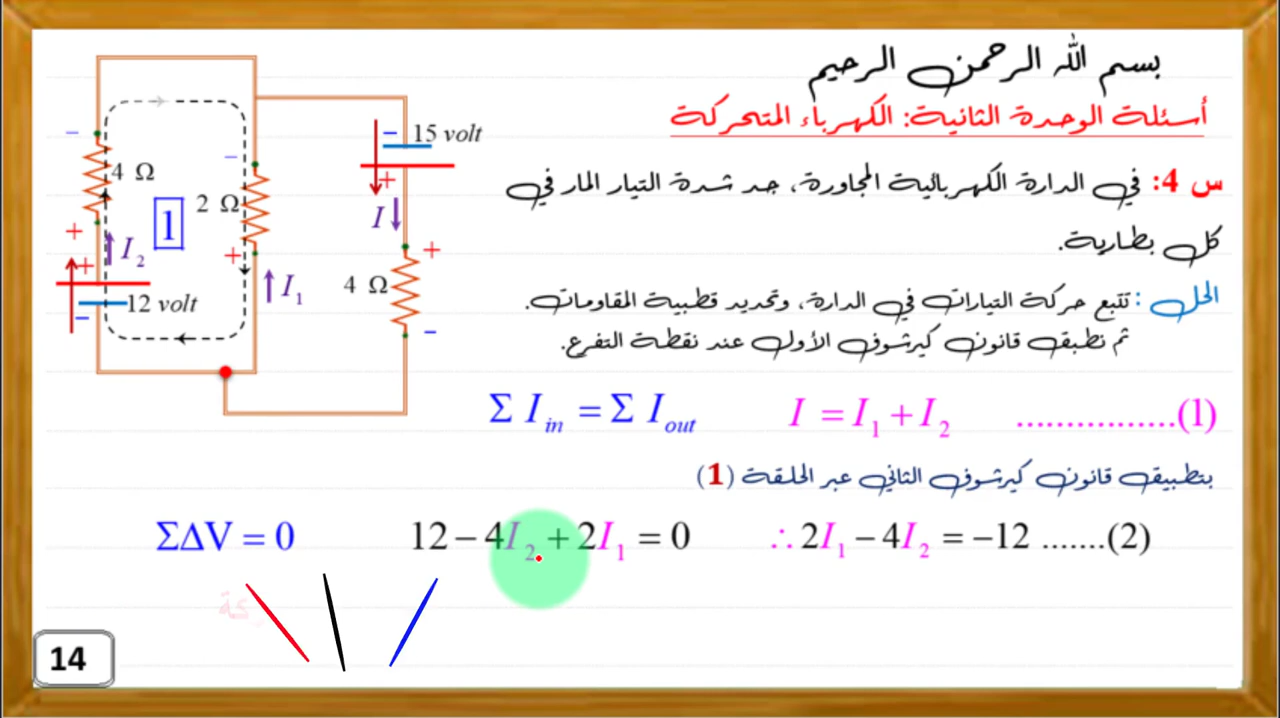 بسم الله الرحمن الرحيم
أسئلة الوحدة الثانية: الكهرباء المتحركة
س 4: في الدارة الكهربائية المجاورة، جد شدة التيار المار في
كل بطارية.
الحل : نتتبع حركة التيارات في الدارة، وتحديد قطبية المقاومات.
ثم نطبق قانون كيرشوف الأول عند نقطة التفرع.
Σ I_in = Σ I_out I = I_1 + I_2 ................(1)
بتطبيق قانون كيرشوف الثاني عبر الحلقة (1)
ΣΔV = 0 12 − 4I_2 + 2I_1 = 0 ∴ 2I_1 − 4I_2 = −12 .......(2)
− 15 volt
− 4 Ω −
+
1 2 Ω I
+ I_2 + +
+ 4 Ω
I_1
− 12 volt −
14